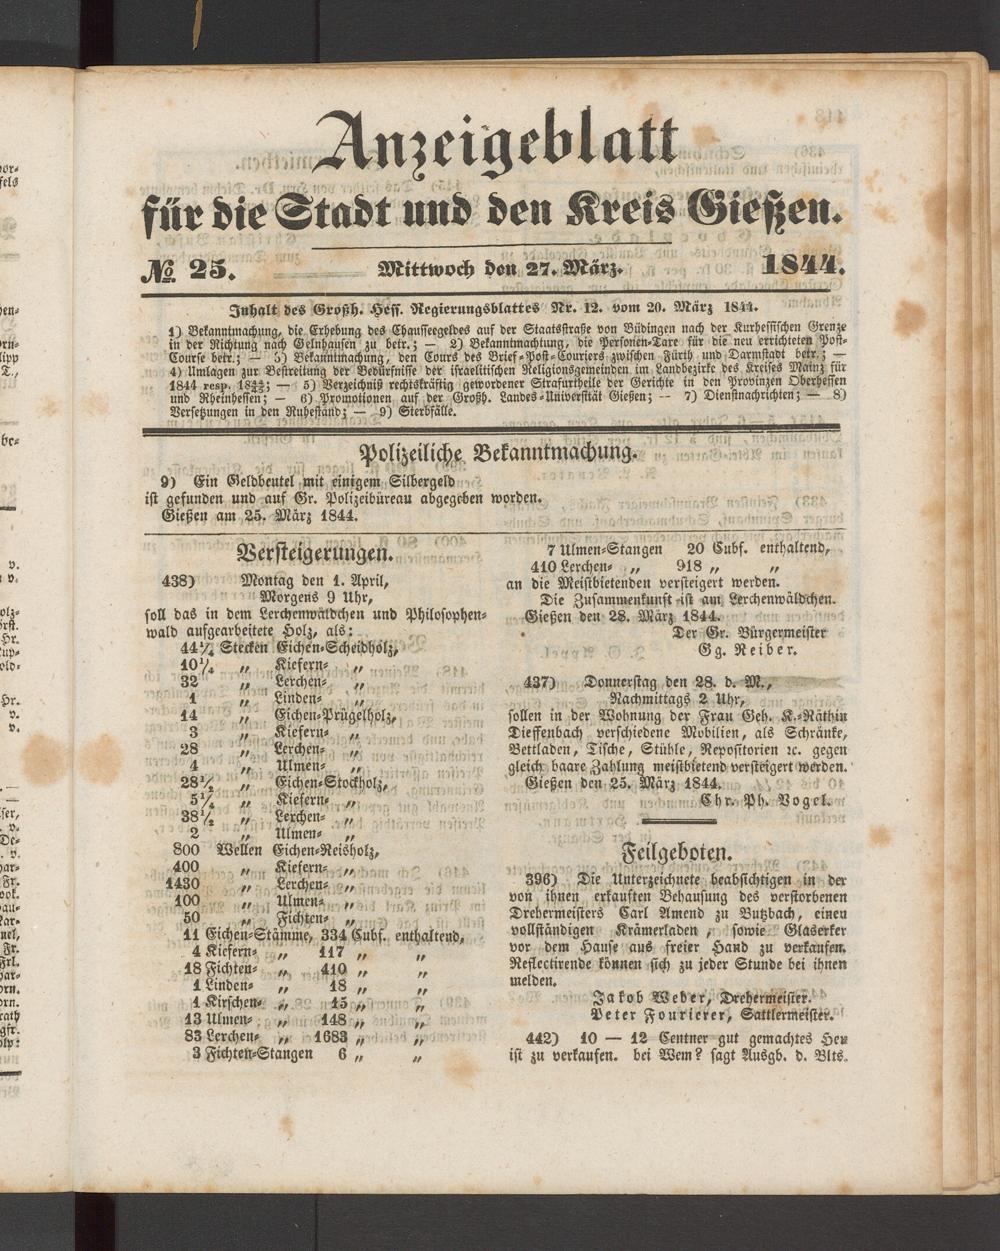 Anzeigeblatt
für die Stadt und den Kreis Gießen.
№ 25. Mittwoch den 27. März. 1844.
Inhalt des Großh. Hess. Regierungsblattes Nr. 12. vom 20. März 1844.
1) Bekanntmachung, die Erhebung des Chausseegeldes auf der Staatsstraße von Büdingen nach der Kurhessischen Grenze
in der Richtung nach Gelnhausen zu betr.; — 2) Bekanntmachtung, die Personen-Taxe für die neu errichteten Post-
Course betr.; — 3) Bekanntmachung, den Cours des Brief-Post-Couriers zwischen Fürth und Darmstadt betr.; —
4) Umlagen zur Bestreitung der Bedürfnisse der israelitischen Religionsgemeinden im Landbezirke des Kreises Mainz für
1844 resp. 1844/45; — 5) Verzeichniß rechtskräftig gewordener Strafurtheile der Gerichte in den Provinzen Oberhessen
und Rheinhessen; — 6) Promotionen auf der Großh. Landes-Universität Gießen; -- 7) Dienstnachrichten; — 8)
Versetzungen in den Ruhestand; — 9) Sterbfälle.
Polizeiliche Bekanntmachung.
9) Ein Geldbeutel mit einigem Silbergeld
ist gefunden und auf Gr. Polizeibüreau abgegeben worden.
Gießen am 25. März 1844.
Versteigerungen.
438) Montag den 1. April,
Morgens 9 Uhr,
soll das in dem Lerchenwäldchen und Philosophen-
wald aufgearbeitete Holz, als:
44¼ Stecken Eichen-Scheidholz,
10¼ „ Kiefern- „
32 „ Lerchen- „
1 „ Linden- „
14 „ Eichen-Prügelholz,
3 „ Kiefern- „
28 „ Lerchen- „
4 „ Ulmen- „
28½ „ Eichen-Stockholz,
5¼ „ Kiefern- „
38½ „ Lerchen- „
2 „ Ulmen- „
800 Wellen Eichen-Reisholz,
400 „ Kiefern- „
1430 „ Lerchen- „
100 „ Ulmen- „
50 „ Fichten- „
11 Eichen-Stämme, 334 Cubf. enthaltend,
4 Kiefern- „ 117 „ „
18 Fichten- „ 410 „ „
1 Linden- „ 18 „ „
1 Kirschen- „ 15 „ „
13 Ulmen- „ 148 „ „
83 Lerchen- „ 1683 „ „
3 Fichten-Stangen 6 „ „
7 Ulmen-Stangen 20 Cubf. enthaltend,
410 Lerchen- „ 918 „ „
an die Meistbietenden versteigert werden.
Die Zusammenkunft ist am Lerchenwäldchen.
Gießen den 28. März 1844.
Der Gr. Bürgermeister
Gg. Reiber.
437) Donnerstag den 28. d. M.,
Nachmittags 2 Uhr,
sollen in der Wohnung der Frau Geh. K.-Räthin
Dieffenbach verschiedene Mobilien, als Schränke,
Bettladen, Tische, Stühle, Repositorien ꝛc. gegen
gleich baare Zahlung meistbietend versteigert werden.
Gießen den 25. März 1844.
Chr. Ph. Vogel.
Feilgeboten.
396) Die Unterzeichnete beabsichtigen in der
von ihnen erkauften Behausung des verstorbenen
Drehermeisters Carl Amend zu Butzbach, einen
vollständigen Krämerladen, sowie Glaserker
vor dem Hause aus freier Hand zu verkaufen.
Reflectirende können sich zu jeder Stunde bei ihnen
melden.
Jakob Weber, Drehermeister.
Peter Fourierer, Sattlermeister.
442) 10 — 12 Centner gut gemachtes Heu
ist zu verkaufen. bei Wem? sagt Ausgb. d. Blts.